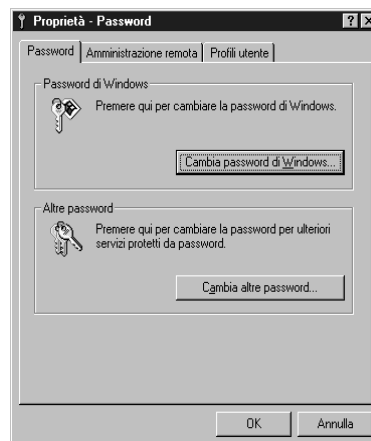 Proprietà - Password
Password Amministrazione remota Profili utente
Password di Windows
Premere qui per cambiare la password di Windows.
Cambia password di Windows...
Altre password
Premere qui per cambiare la password per ulteriori
servizi protetti da password.
Cambia altre password...
OK Annulla